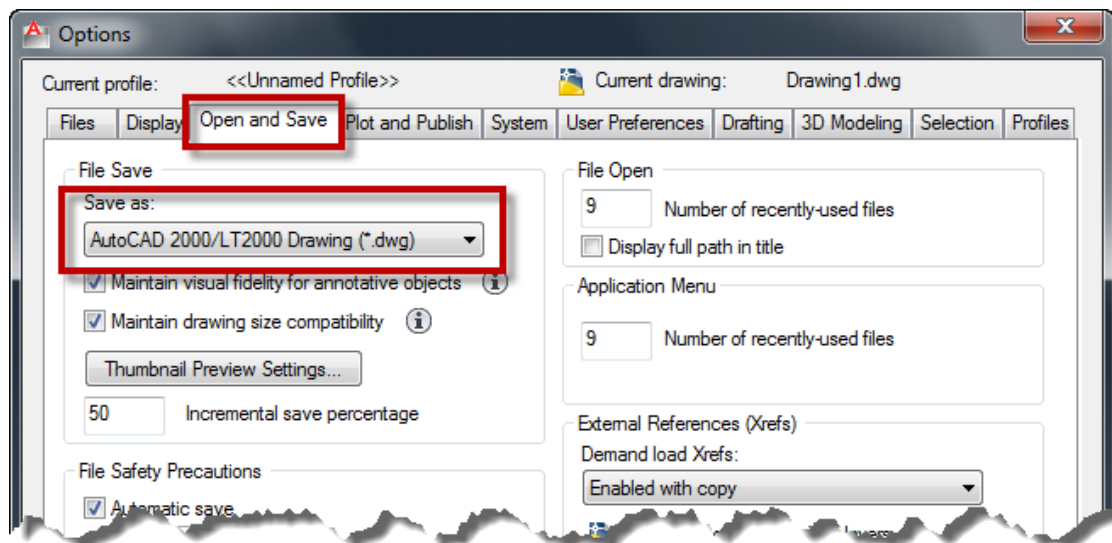 Options
Current profile: <<Unnamed Profile>> Current drawing: Drawing1.dwg
Files Display Open and Save Plot and Publish System User Preferences Drafting 3D Modeling Selection Profiles
File Save
Save as:
AutoCAD 2000/LT2000 Drawing (*.dwg)
Maintain visual fidelity for annotative objects
Maintain drawing size compatibility
Thumbnail Preview Settings...
50 Incremental save percentage
File Safety Precautions
Automatic save
File Open
9 Number of recently-used files
Display full path in title
Application Menu
9 Number of recently-used files
External References (Xrefs)
Demand load Xrefs:
Enabled with copy